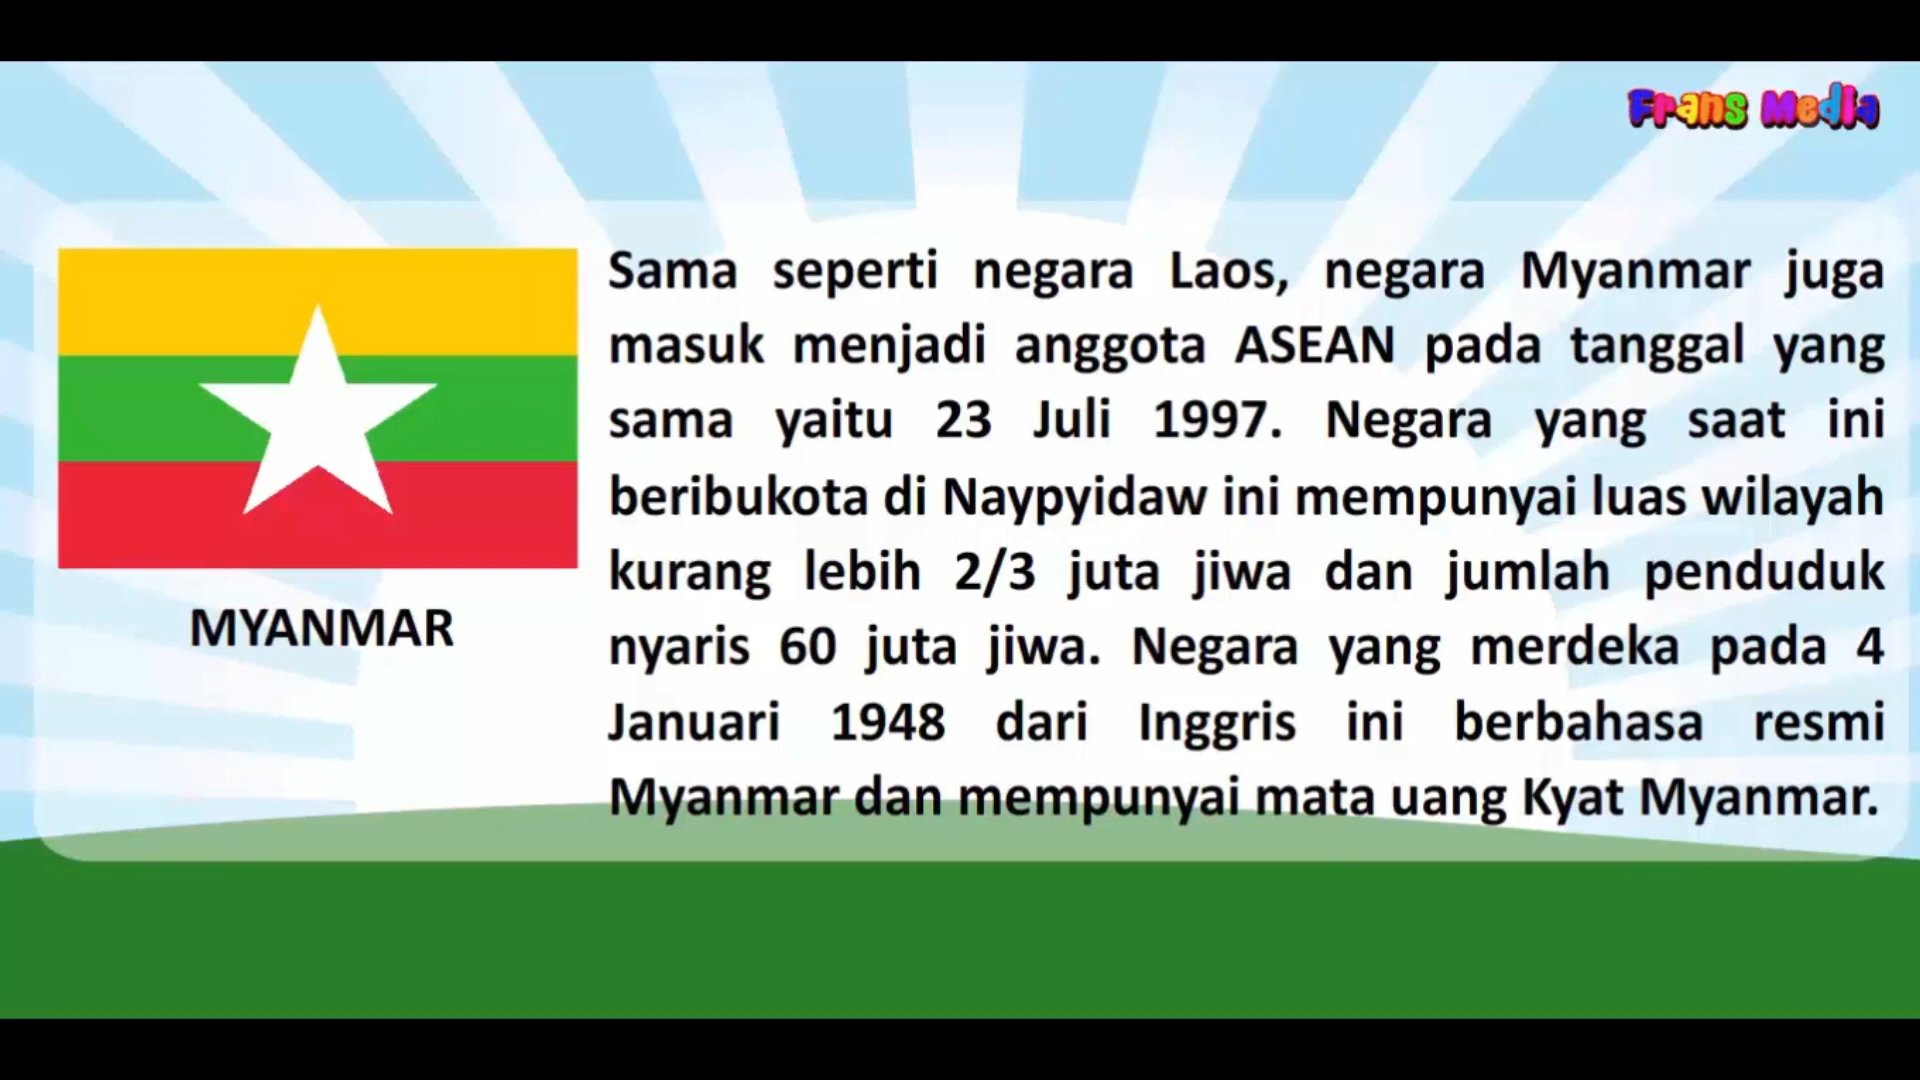 Frans Media
Sama seperti negara Laos, negara Myanmar juga
masuk menjadi anggota ASEAN pada tanggal yang
sama yaitu 23 Juli 1997. Negara yang saat ini
beribukota di Naypyidaw ini mempunyai luas wilayah
kurang lebih 2/3 juta jiwa dan jumlah penduduk
nyaris 60 juta jiwa. Negara yang merdeka pada 4
Januari 1948 dari Inggris ini berbahasa resmi
Myanmar dan mempunyai mata uang Kyat Myanmar.
MYANMAR